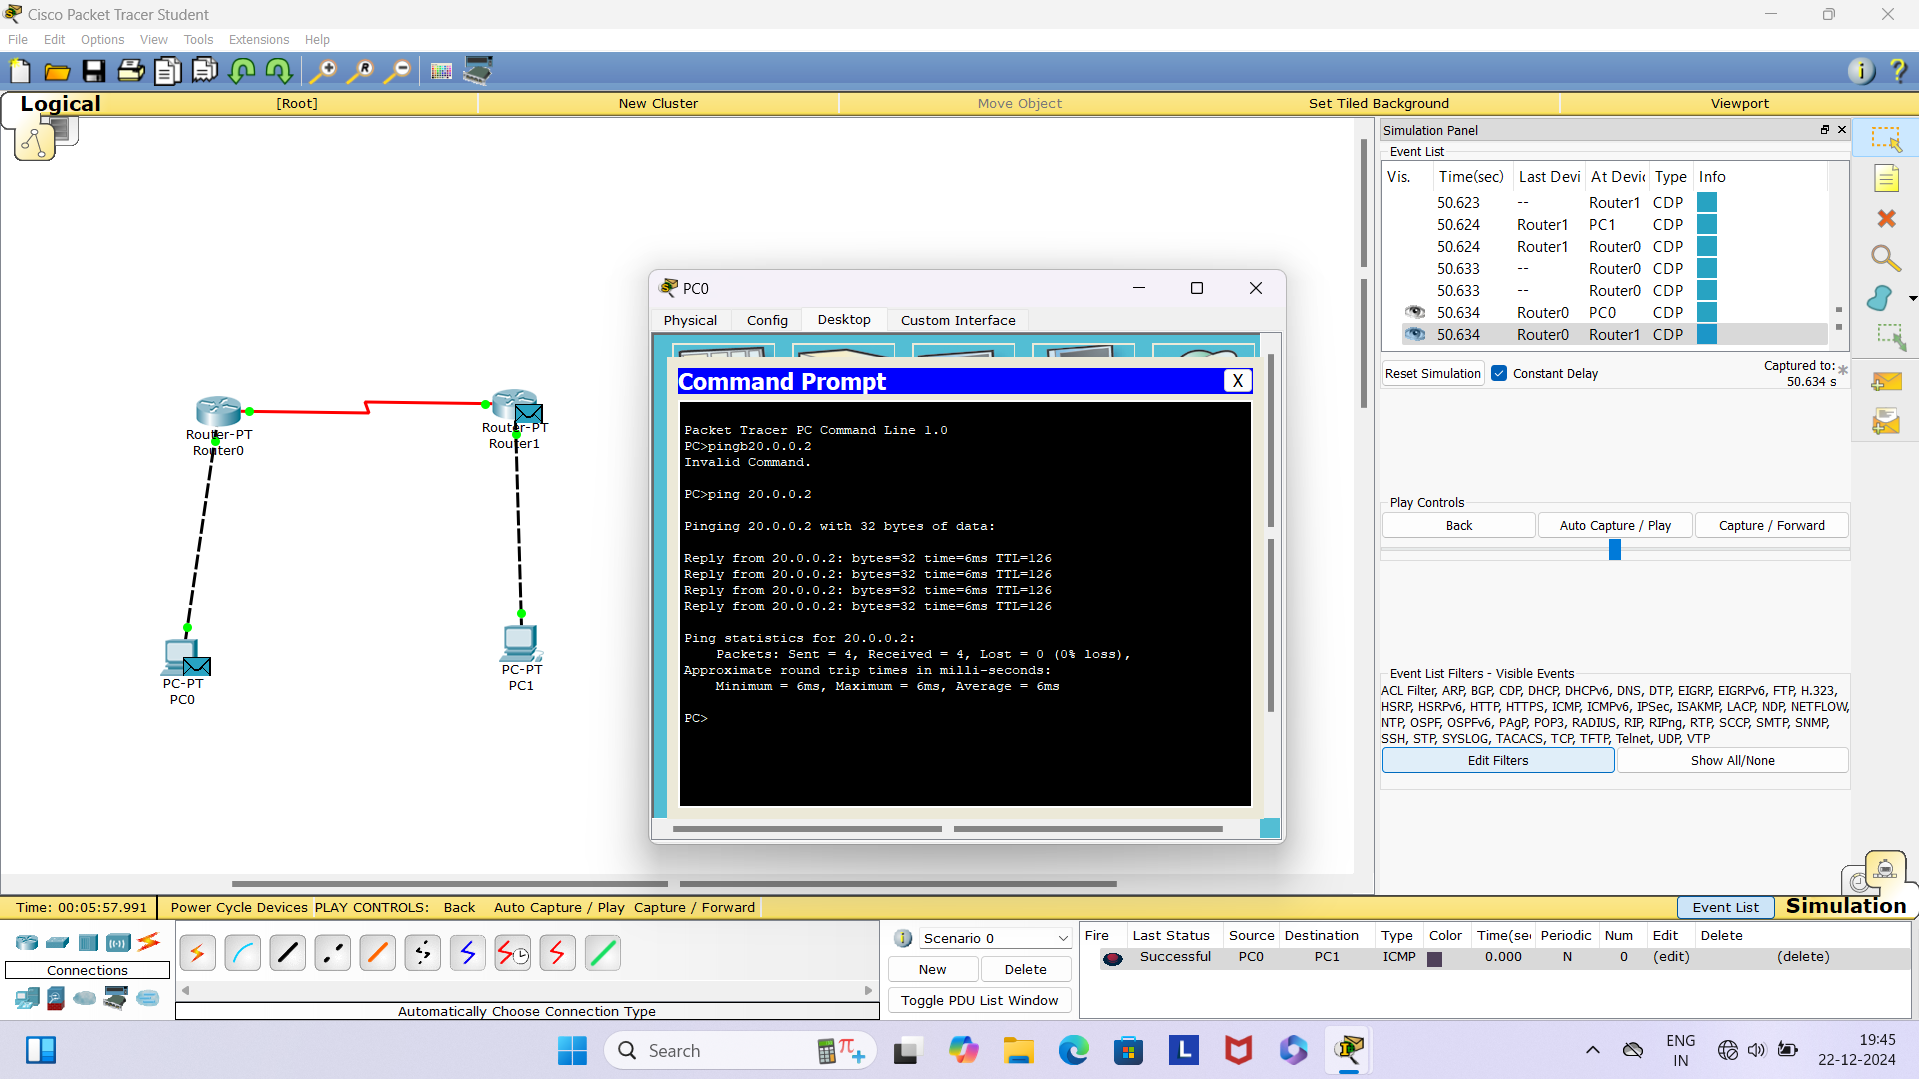 Cisco Packet Tracer Student
File Edit Options View Tools Extensions Help
Logical [Root] New Cluster Move Object Set Tiled Background Viewport
Simulation Panel
Event List
Vis. Time(sec) Last Devi At Devic Type Info
50.623 -- Router1 CDP
50.624 Router1 PC1 CDP
50.624 Router1 Router0 CDP
50.633 -- Router0 CDP
50.633 -- Router0 CDP
50.634 Router0 PC0 CDP
50.634 Router0 Router1 CDP
Reset Simulation Constant Delay Captured to: *
50.634 s
Play Controls
Back Auto Capture / Play Capture / Forward
Event List Filters - Visible Events
ACL Filter, ARP, BGP, CDP, DHCP, DHCPv6, DNS, DTP, EIGRP, EIGRPv6, FTP, H.323,
HSRP, HSRPv6, HTTP, HTTPS, ICMP, ICMPv6, IPSec, ISAKMP, LACP, NDP, NETFLOW,
NTP, OSPF, OSPFv6, PAgP, POP3, RADIUS, RIP, RIPng, RTP, SCCP, SMTP, SNMP,
SSH, STP, SYSLOG, TACACS, TCP, TFTP, Telnet, UDP, VTP
Edit Filters Show All/None
Router-PT
Router0
Router-PT
Router1
PC-PT
PC0
PC-PT
PC1
PC0
Physical Config Desktop Custom Interface
Command Prompt X
Packet Tracer PC Command Line 1.0
PC>pingb20.0.0.2
Invalid Command.
PC>ping 20.0.0.2
Pinging 20.0.0.2 with 32 bytes of data:
Reply from 20.0.0.2: bytes=32 time=6ms TTL=126
Reply from 20.0.0.2: bytes=32 time=6ms TTL=126
Reply from 20.0.0.2: bytes=32 time=6ms TTL=126
Reply from 20.0.0.2: bytes=32 time=6ms TTL=126
Ping statistics for 20.0.0.2:
Packets: Sent = 4, Received = 4, Lost = 0 (0% loss),
Approximate round trip times in milli-seconds:
Minimum = 6ms, Maximum = 6ms, Average = 6ms
PC>
Time: 00:05:57.991 Power Cycle Devices PLAY CONTROLS: Back Auto Capture / Play Capture / Forward Event List Simulation
Connections
Automatically Choose Connection Type
Scenario 0
New Delete
Toggle PDU List Window
Fire Last Status Source Destination Type Color Time(sec Periodic Num Edit Delete
Successful PC0 PC1 ICMP 0.000 N 0 (edit) (delete)
Search
ENG
IN
19:45
22-12-2024